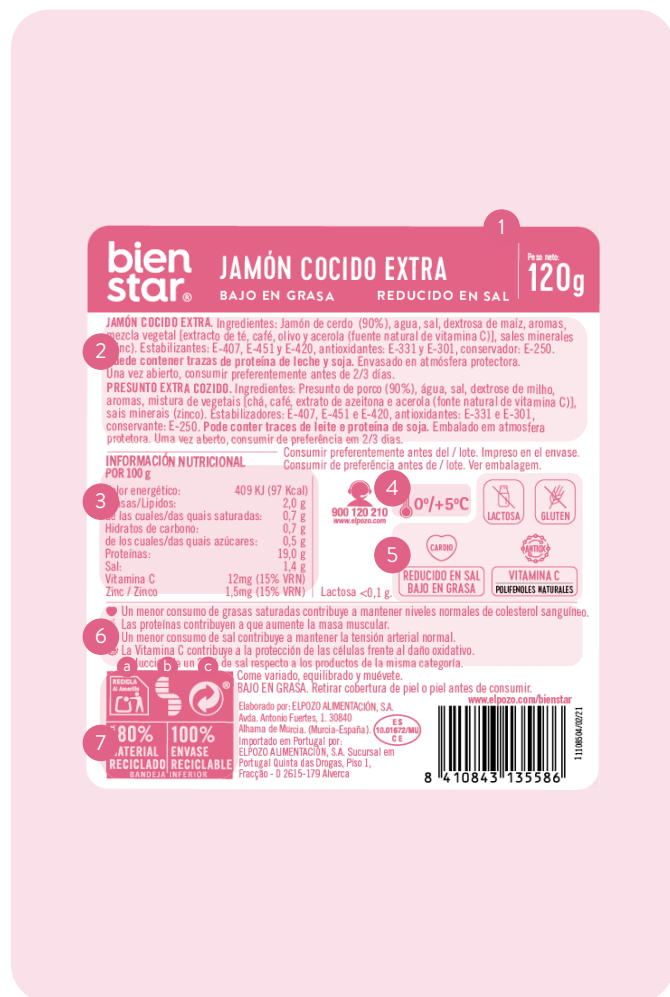 1
bien
star®
JAMÓN COCIDO EXTRA
BAJO EN GRASA REDUCIDO EN SAL
Peso neto:
120g
2
JAMÓN COCIDO EXTRA. Ingredientes: Jamón de cerdo (90%), agua, sal, dextrosa de maíz, aromas,
mezcla vegetal [extracto de té, café, olivo y acerola (fuente natural de vitamina C)], sales minerales
Estabilizantes: E-407, E-451 y E-420, antioxidantes: E-331 y E-301, conservador: E-250.
contener trazas de proteína de leche y soja. Envasado en atmósfera protectora.
Una vez abierto, consumir preferentemente antes de 2/3 días.
PRESUNTO EXTRA COZIDO. Ingredientes: Presunto de porco (90%), água, sal, dextrose de milho,
aromas, mistura de vegetais [chá, café, extrato de azeitona e acerola (fonte natural de vitamina C)],
sais minerais (zinco). Estabilizadores: E-407, E-451 e E-420, antioxidantes: E-331 e E-301,
conservante: E-250. Pode conter traces de leite e proteína de soja. Embalado em atmosfera
protetora. Uma vez aberto, consumir de preferência em 2/3 dias.
Consumir preferentemente antes del / lote. Impreso en el envase.
Consumir de preferência antes de / lote. Ver embalagem.
INFORMACIÓN NUTRICIONAL
POR 100 g
3
energético: 409 KJ (97 Kcal)
/Lípidos: 2,0 g
las cuales/das quais saturadas: 0,7 g
Hidratos de carbono: 0,7 g
de los cuales/das quais azúcares: 0,5 g
Proteínas: 19,0 g
Sal: 1,4 g
Vitamina C 12mg (15% VRN)
Zinc / Zinco 1,5mg (15% VRN)
Lactosa <0,1 g.
900 120 210
www.elpozo.com
4
0°/+5°C
LACTOSA
GLUTEN
5
CARDIO
REDUCIDO EN SAL
BAJO EN GRASA
ANTIOX
VITAMINA C
POLIFENOLES NATURALES
6
Un menor consumo de grasas saturadas contribuye a mantener niveles normales de colesterol sanguíneo.
Las proteínas contribuyen a que aumente la masa muscular.
Un menor consumo de sal contribuye a mantener la tensión arterial normal.
La Vitamina C contribuye a la protección de las células frente al daño oxidativo.
un de sal respecto a los productos de la misma categoría.
a b c
RECICLA
Al Amarillo
®
Come variado, equilibrado y muévete.
BAJO EN GRASA. Retirar cobertura de piel o piel antes de consumir.
www.elpozo.com/bienstar
7
80%
RECICLADO
100%
ENVASE
RECICLABLE
BANDEJA INFERIOR
Elaborado por: ELPOZO ALIMENTACIÓN, S.A.
Avda. Antonio Fuertes, 1. 30840
Alhama de Murcia. (Murcia-España).
Importado em Portugal por:
ELPOZO ALIMENTACIÓN, S.A. Sucursal em
Portugal Quinta das Drogas, Piso 1,
Fracção - D 2615-179 Alverca
ES
10.01672/MU
CE
11108504/02/21
8 410843 135586